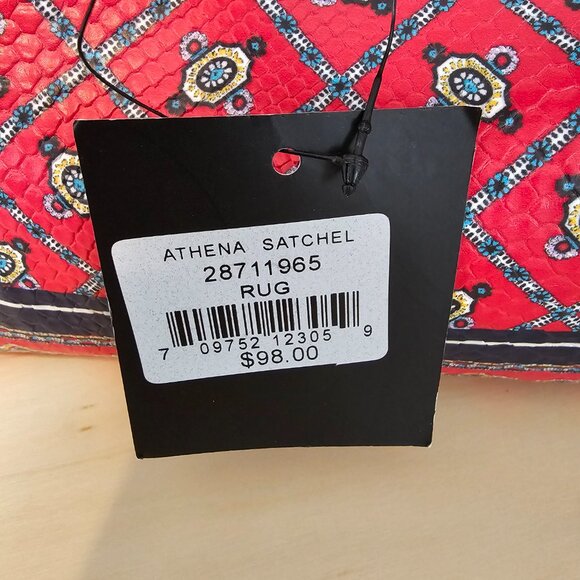 ATHENA SATCHEL
28711965
RUG
7 09752 12305 9
$98.00